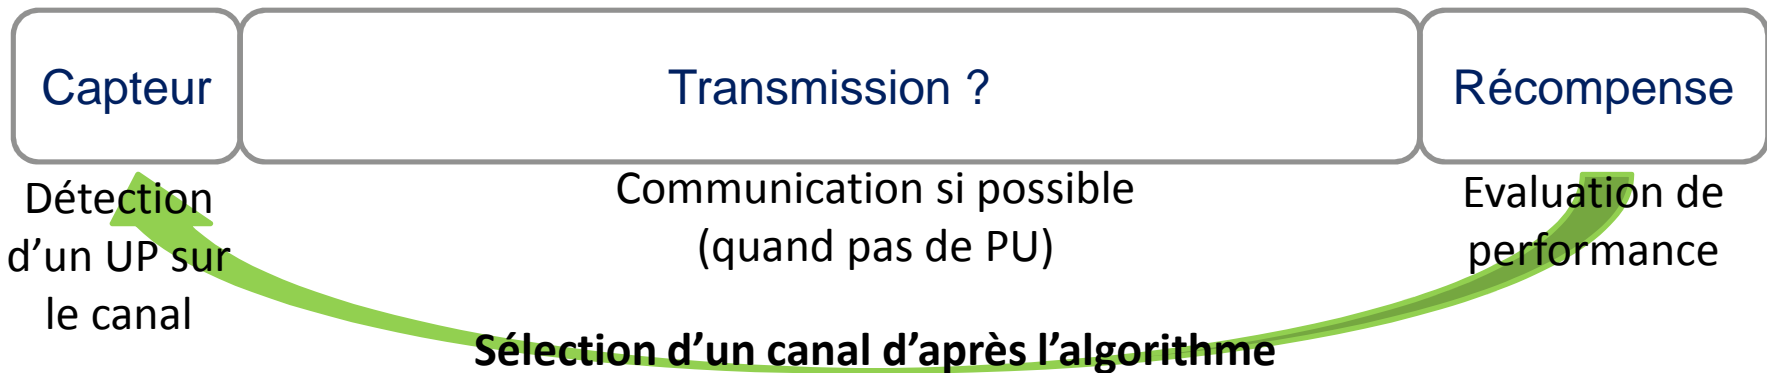 Capteur
Transmission ?
Récompense
Détection
d’un UP sur
le canal
Communication si possible
(quand pas de PU)
Evaluation de
performance
Sélection d’un canal d’après l’algorithme